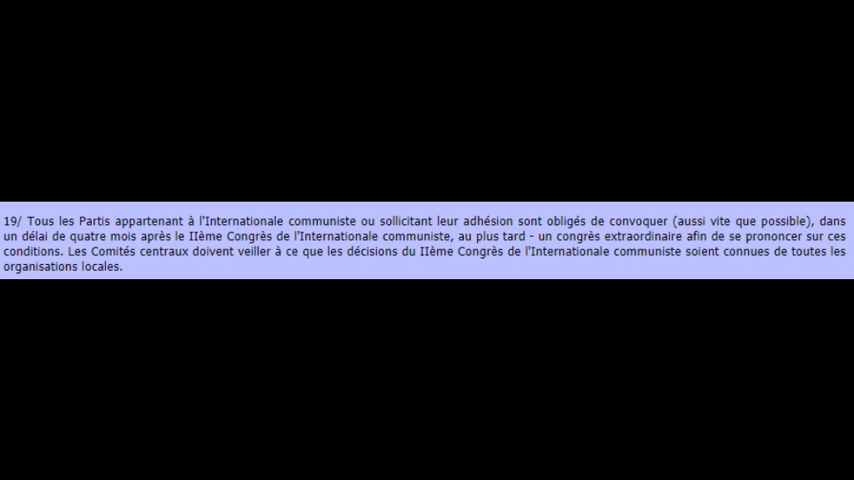 19/ Tous les Partis appartenant à l'Internationale communiste ou sollicitant leur adhésion sont obligés de convoquer (aussi vite que possible), dans
un délai de quatre mois après le IIème Congrès de l'Internationale communiste, au plus tard - un congrès extraordinaire afin de se prononcer sur ces
conditions. Les Comités centraux doivent veiller à ce que les décisions du IIème Congrès de l'Internationale communiste soient connues de toutes les
organisations locales.